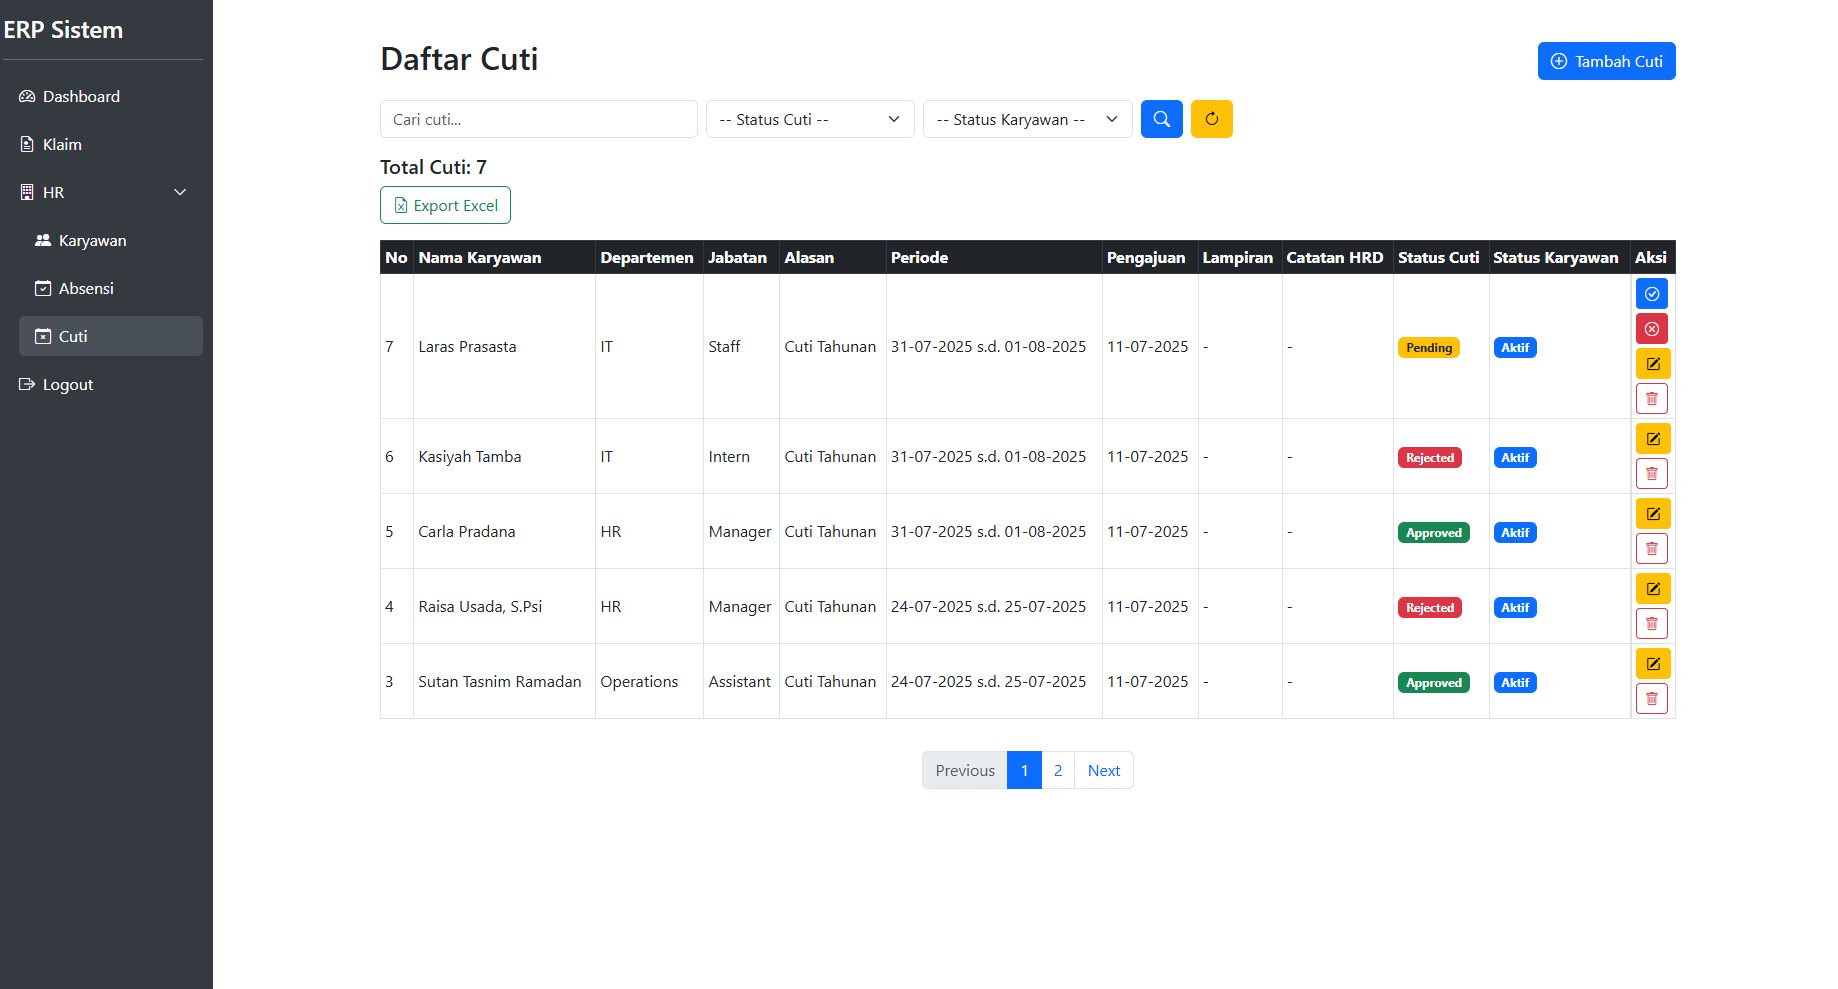 ERP Sistem
Dashboard
Klaim
HR
Karyawan
Absensi
Cuti
Logout
Daftar Cuti
Tambah Cuti
Cari cuti... -- Status Cuti -- -- Status Karyawan --
Total Cuti: 7
Export Excel
No Nama Karyawan Departemen Jabatan Alasan Periode Pengajuan Lampiran Catatan HRD Status Cuti Status Karyawan Aksi
7 Laras Prasasta IT Staff Cuti Tahunan 31-07-2025 s.d. 01-08-2025 11-07-2025 - - Pending Aktif
6 Kasiyah Tamba IT Intern Cuti Tahunan 31-07-2025 s.d. 01-08-2025 11-07-2025 - - Rejected Aktif
5 Carla Pradana HR Manager Cuti Tahunan 31-07-2025 s.d. 01-08-2025 11-07-2025 - - Approved Aktif
4 Raisa Usada, S.Psi HR Manager Cuti Tahunan 24-07-2025 s.d. 25-07-2025 11-07-2025 - - Rejected Aktif
3 Sutan Tasnim Ramadan Operations Assistant Cuti Tahunan 24-07-2025 s.d. 25-07-2025 11-07-2025 - - Approved Aktif
Previous 1 2 Next